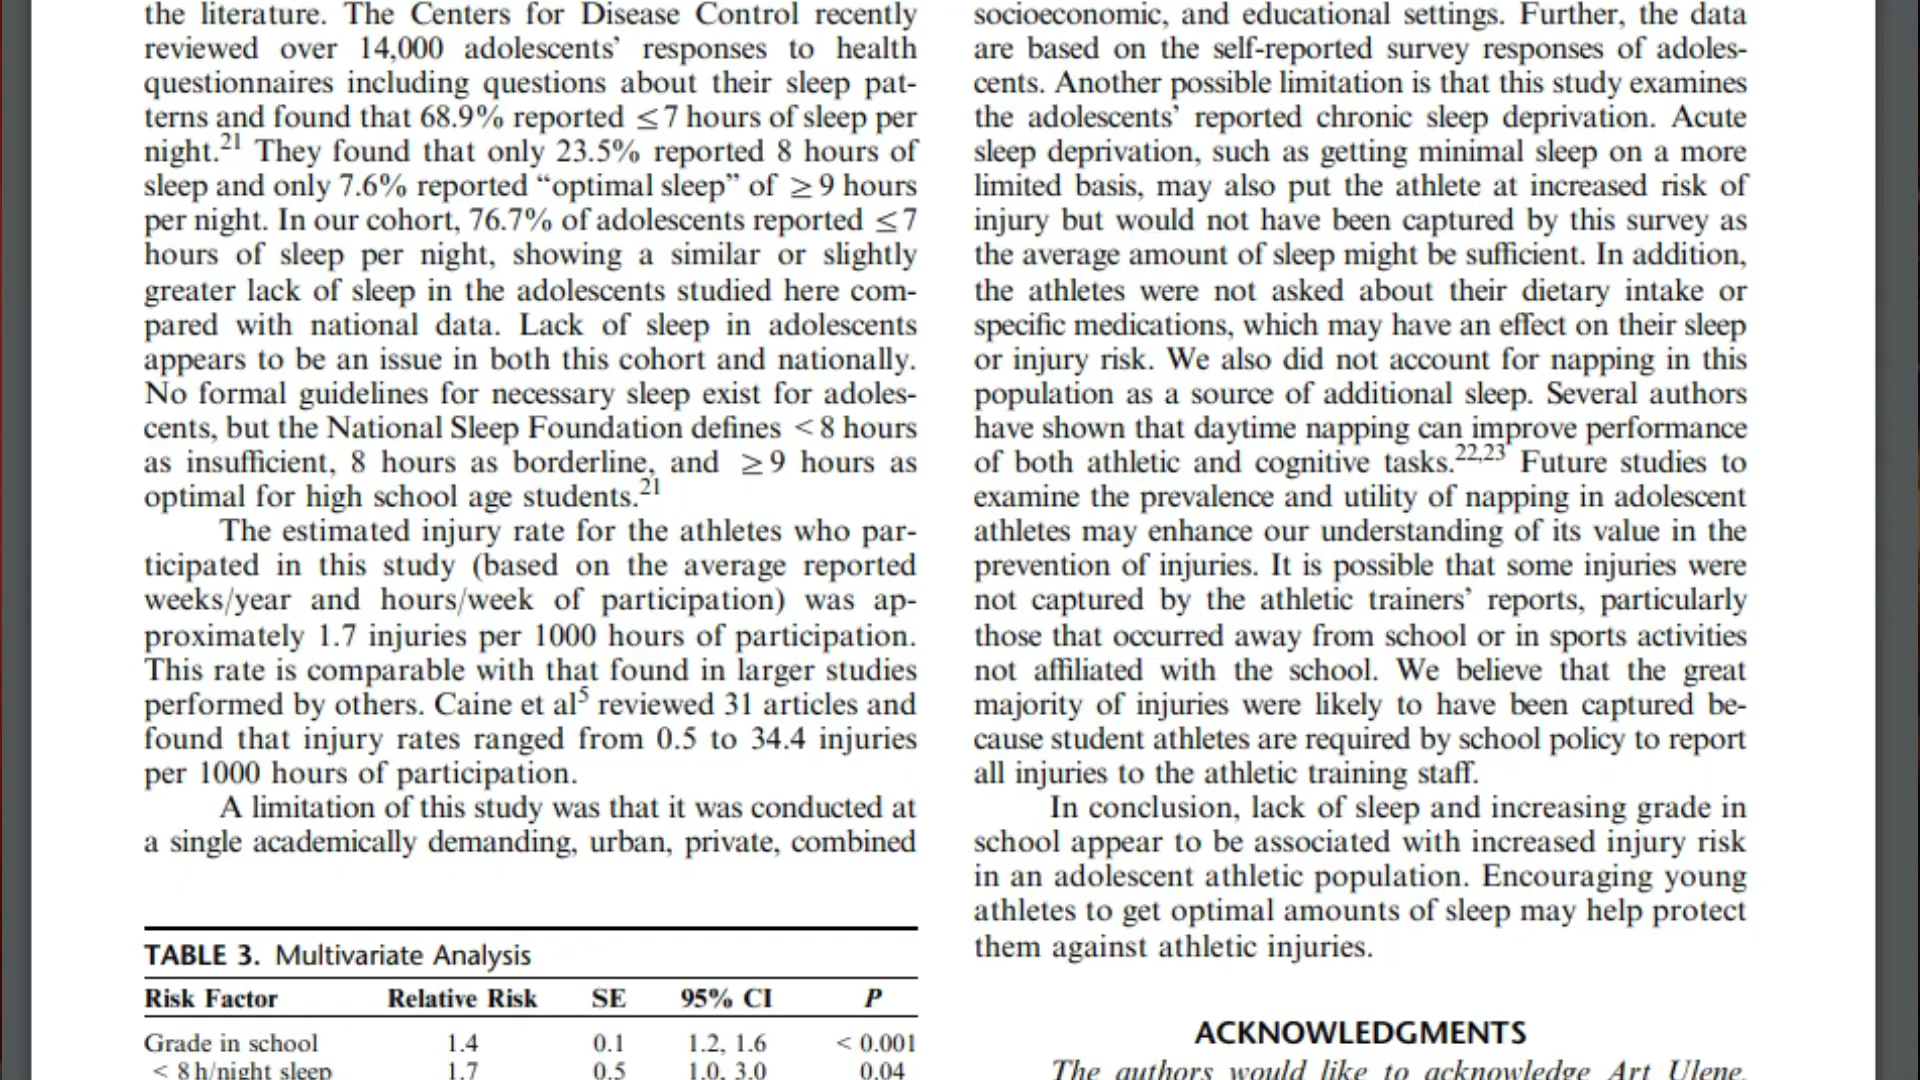 the literature. The Centers for Disease Control recently
reviewed over 14,000 adolescents’ responses to health
questionnaires including questions about their sleep pat-
terns and found that 68.9% reported ≤7 hours of sleep per
night.21 They found that only 23.5% reported 8 hours of
sleep and only 7.6% reported “optimal sleep” of ≥9 hours
per night. In our cohort, 76.7% of adolescents reported ≤7
hours of sleep per night, showing a similar or slightly
greater lack of sleep in the adolescents studied here com-
pared with national data. Lack of sleep in adolescents
appears to be an issue in both this cohort and nationally.
No formal guidelines for necessary sleep exist for adoles-
cents, but the National Sleep Foundation defines <8 hours
as insufficient, 8 hours as borderline, and ≥9 hours as
optimal for high school age students.21
The estimated injury rate for the athletes who par-
ticipated in this study (based on the average reported
weeks/year and hours/week of participation) was ap-
proximately 1.7 injuries per 1000 hours of participation.
This rate is comparable with that found in larger studies
performed by others. Caine et al5 reviewed 31 articles and
found that injury rates ranged from 0.5 to 34.4 injuries
per 1000 hours of participation.
A limitation of this study was that it was conducted at
a single academically demanding, urban, private, combined
TABLE 3. Multivariate Analysis
Risk Factor Relative Risk SE 95% CI P
Grade in school 1.4 0.1 1.2, 1.6 <0.001
<8 h/night sleep 1.7 0.5 1.0, 3.0 0.04
socioeconomic, and educational settings. Further, the data
are based on the self-reported survey responses of adoles-
cents. Another possible limitation is that this study examines
the adolescents’ reported chronic sleep deprivation. Acute
sleep deprivation, such as getting minimal sleep on a more
limited basis, may also put the athlete at increased risk of
injury but would not have been captured by this survey as
the average amount of sleep might be sufficient. In addition,
the athletes were not asked about their dietary intake or
specific medications, which may have an effect on their sleep
or injury risk. We also did not account for napping in this
population as a source of additional sleep. Several authors
have shown that daytime napping can improve performance
of both athletic and cognitive tasks.22,23 Future studies to
examine the prevalence and utility of napping in adolescent
athletes may enhance our understanding of its value in the
prevention of injuries. It is possible that some injuries were
not captured by the athletic trainers’ reports, particularly
those that occurred away from school or in sports activities
not affiliated with the school. We believe that the great
majority of injuries were likely to have been captured be-
cause student athletes are required by school policy to report
all injuries to the athletic training staff.
In conclusion, lack of sleep and increasing grade in
school appear to be associated with increased injury risk
in an adolescent athletic population. Encouraging young
athletes to get optimal amounts of sleep may help protect
them against athletic injuries.
ACKNOWLEDGMENTS
The authors would like to acknowledge Art Ulene,